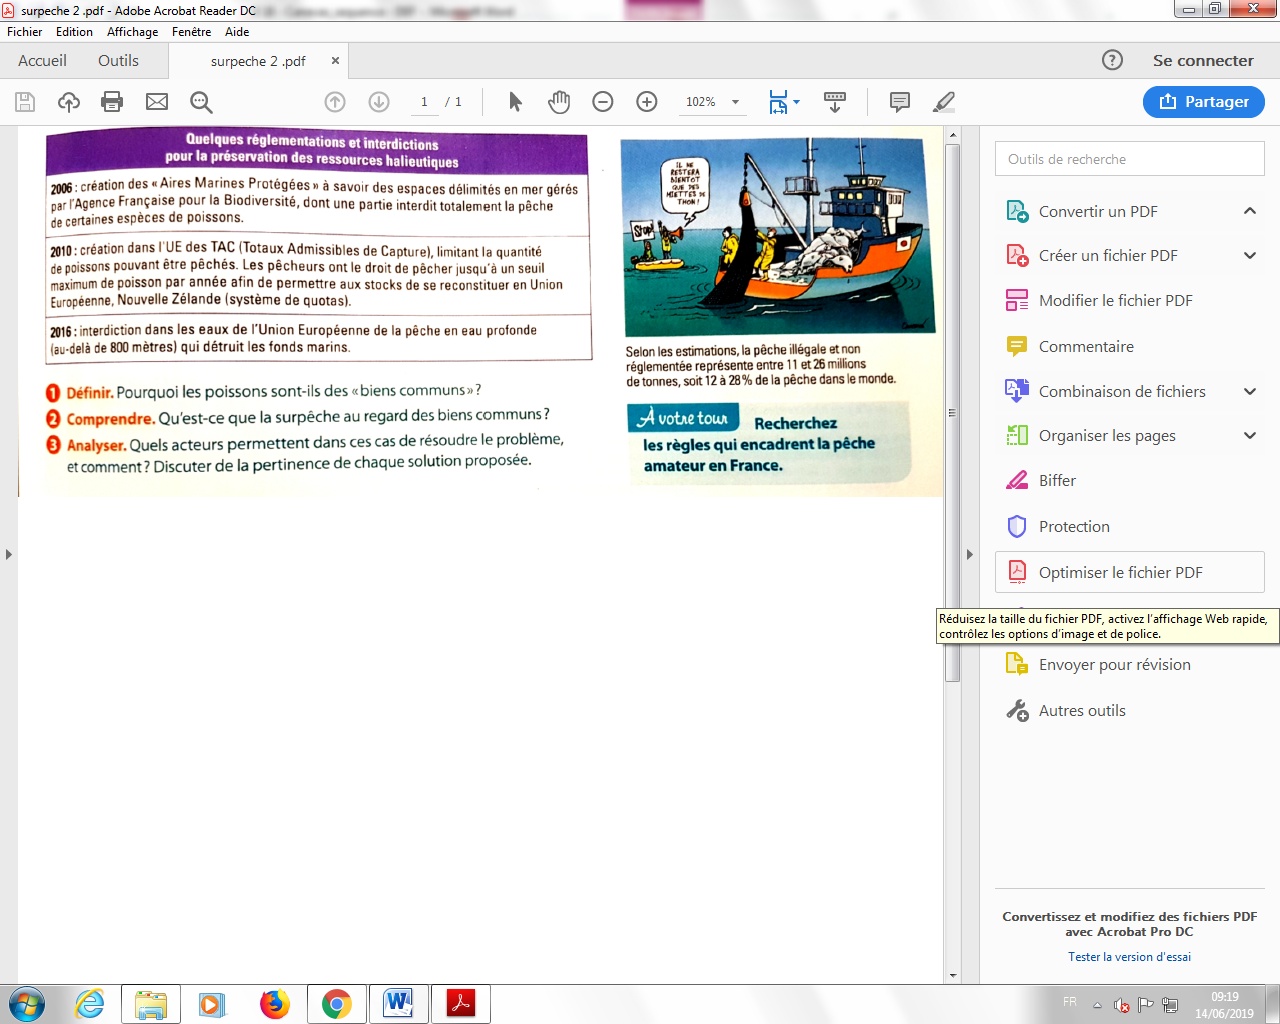 surpeche 2 .pdf - Adobe Acrobat Reader DC
Fichier Edition Affichage Fenêtre Aide
Accueil Outils surpeche 2 .pdf × ? Se connecter
1 / 1 102% Partager
Quelques réglementations et interdictions
pour la préservation des ressources halieutiques
2006 : création des « Aires Marines Protégées » à savoir des espaces délimités en mer gérés
par l'Agence Française pour la Biodiversité, dont une partie interdit totalement la pêche
de certaines espèces de poissons.
2010 : création dans l'UE des TAC (Totaux Admissibles de Capture), limitant la quantité
de poissons pouvant être pêchés. Les pêcheurs ont le droit de pêcher jusqu'à un seuil
maximum de poisson par année afin de permettre aux stocks de se reconstituer en Union
Européenne, Nouvelle Zélande (système de quotas).
2016 : interdiction dans les eaux de l'Union Européenne de la pêche en eau profonde
(au-delà de 800 mètres) qui détruit les fonds marins.
1 Définir. Pourquoi les poissons sont-ils des « biens communs » ?
2 Comprendre. Qu'est-ce que la surpêche au regard des biens communs ?
3 Analyser. Quels acteurs permettent dans ces cas de résoudre le problème,
et comment ? Discuter de la pertinence de chaque solution proposée.
IL NE
RESTERA
BIENTOT
QUE DES
MIETTES DE
THON !
Stop!
Selon les estimations, la pêche illégale et non
réglementée représente entre 11 et 26 millions
de tonnes, soit 12 à 28 % de la pêche dans le monde.
À votre tour Recherchez
les règles qui encadrent la pêche
amateur en France.
Outils de recherche
Convertir un PDF
Créer un fichier PDF
Modifier le fichier PDF
Commentaire
Combinaison de fichiers
Organiser les pages
Biffer
Protection
Optimiser le fichier PDF
Réduisez la taille du fichier PDF, activez l'affichage Web rapide,
contrôlez les options d'image et de police.
Envoyer pour révision
Autres outils
Convertissez et modifiez des fichiers PDF
avec Acrobat Pro DC
Tester la version d'essai
FR 09:19
14/06/2019